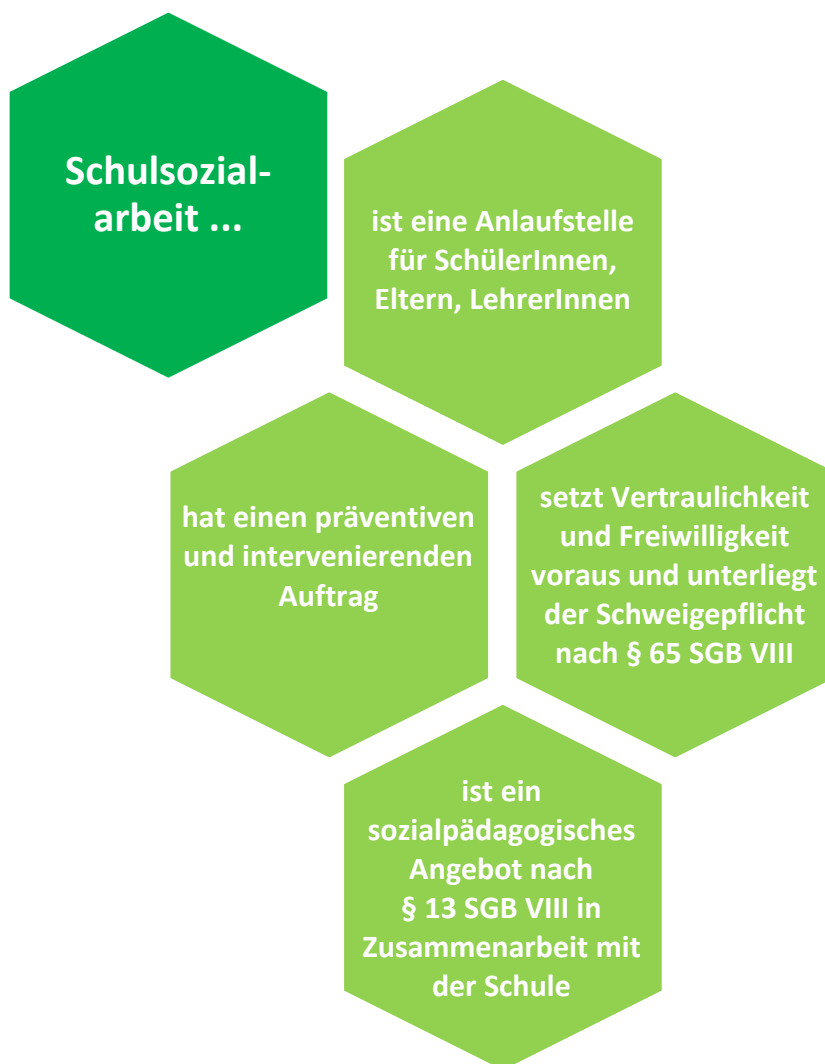 Schulsozial-
arbeit ...
ist eine Anlaufstelle
für SchülerInnen,
Eltern, LehrerInnen
hat einen präventiven
und intervenierenden
Auftrag
setzt Vertraulichkeit
und Freiwilligkeit
voraus und unterliegt
der Schweigepflicht
nach § 65 SGB VIII
ist ein
sozialpädagogisches
Angebot nach
§ 13 SGB VIII in
Zusammenarbeit mit
der Schule